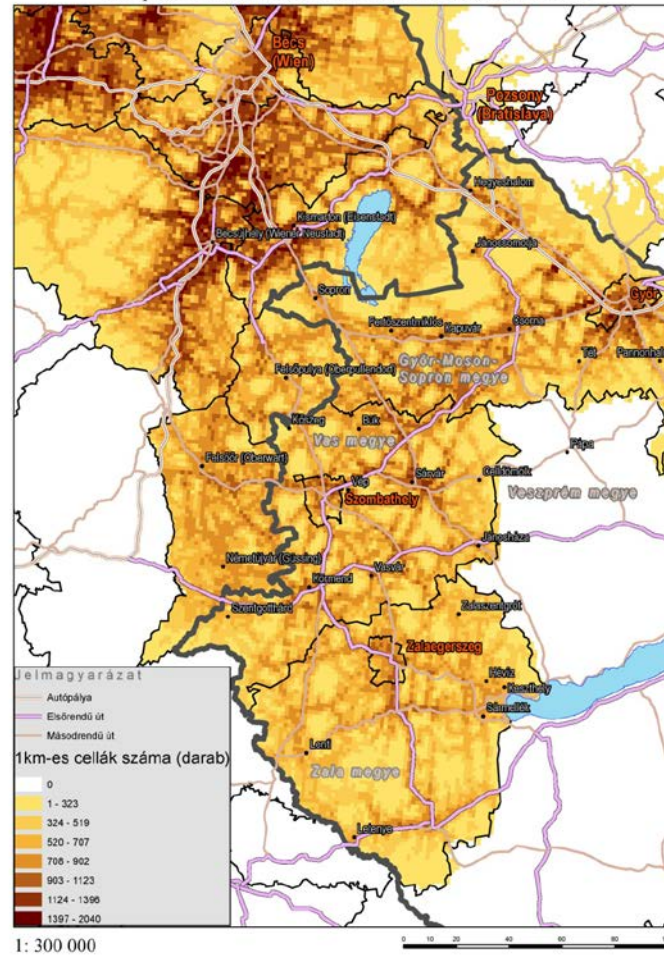 Bécs
(Wien)
Pozsony
(Bratislava)
Hegyeshalom
Kismarton (Eisenstadt)
Bécsújhely (Wiener Neustadt)
Jánossomorja
Sopron
Győr
Fertőszentmiklós
Kapuvár
Csorna
Tét
Pannonhal
Győr-Moson-
Sopron megye
Felsőpulya (Oberpullendorf)
Kőszeg
Bük
Vas megye
Pápa
Felsőőr (Oberwart)
Vép
Sárvár
Celldömölk
Szombathely
Veszprém megye
Jánosháza
Németújvár (Güssing)
Körmend
Vasvár
Szentgotthárd
Zalaszentgrót
Zalaegerszeg
Hévíz
Keszthely
Sármellék
Lenti
Zala megye
Letenye
Jelmagyarázat
Autópálya
Elsőrendű út
Másodrendű út
1km-es cellák száma (darab)
0
1 - 323
324 - 519
520 - 707
708 - 902
903 - 1123
1124 - 1396
1397 - 2040
1: 300 000
0 10 20 40 60 80